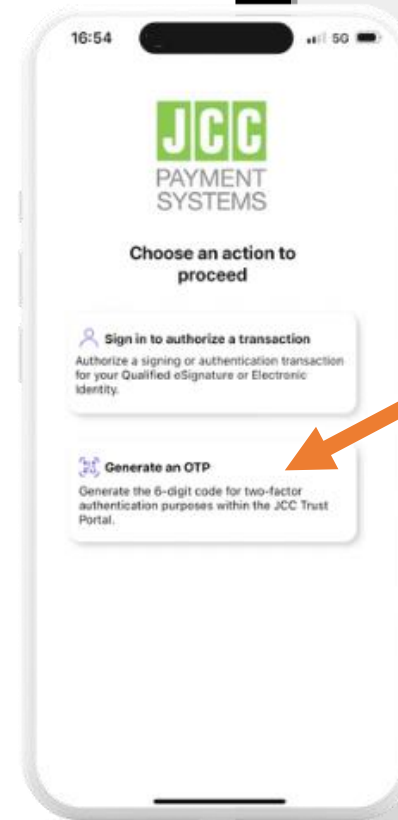 16:54
5G
JCC
PAYMENT
SYSTEMS
Choose an action to
proceed
Sign in to authorize a transaction
Authorize a signing or authentication transaction
for your Qualified eSignature or Electronic
Identity.
Generate an OTP
Generate the 6-digit code for two-factor
authentication purposes within the JCC Trust
Portal.